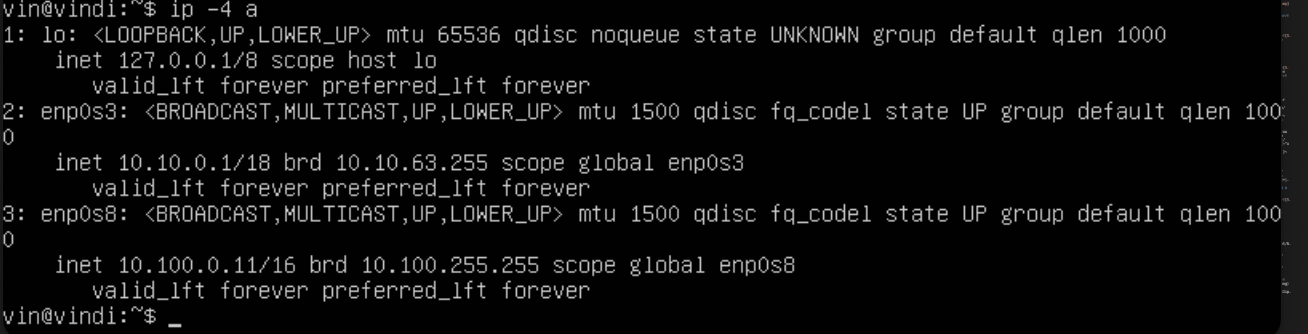 vin@vindi:~$ ip -4 a
1: lo: <LOOPBACK,UP,LOWER_UP> mtu 65536 qdisc noqueue state UNKNOWN group default qlen 1000
    inet 127.0.0.1/8 scope host lo
       valid_lft forever preferred_lft forever
2: enp0s3: <BROADCAST,MULTICAST,UP,LOWER_UP> mtu 1500 qdisc fq_codel state UP group default qlen 100
0
    inet 10.10.0.1/18 brd 10.10.63.255 scope global enp0s3
       valid_lft forever preferred_lft forever
3: enp0s8: <BROADCAST,MULTICAST,UP,LOWER_UP> mtu 1500 qdisc fq_codel state UP group default qlen 100
0
    inet 10.100.0.11/16 brd 10.100.255.255 scope global enp0s8
       valid_lft forever preferred_lft forever
vin@vindi:~$ _